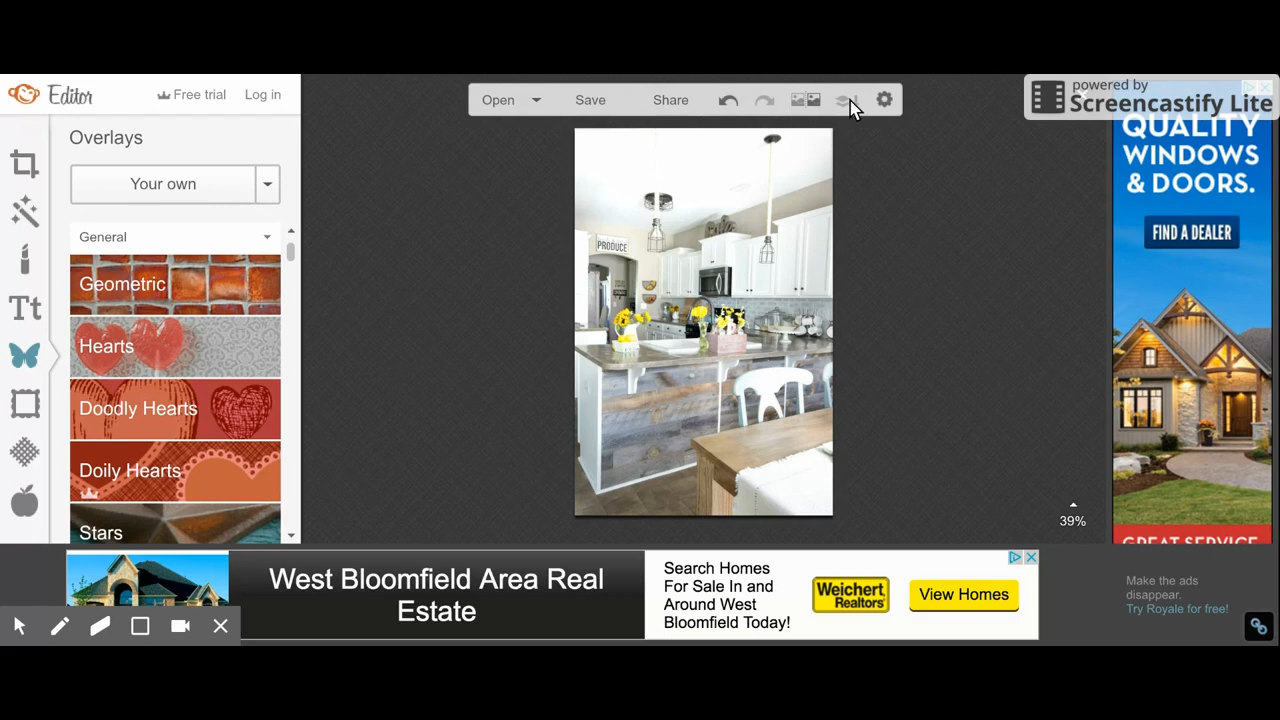 Editor
Free trial
Log in
Open
Save
Share
powered by
Screencastify Lite
Overlays
Your own
General
Geometric
Hearts
Doodly Hearts
Doily Hearts
Stars
Tt
PRODUCE
39%
QUALITY
WINDOWS
& DOORS.
FIND A DEALER
GREAT SERVICE
West Bloomfield Area Real
Estate
Search Homes
For Sale In and
Around West
Bloomfield Today!
Weichert
Realtors
View Homes
Make the ads
disappear.
Try Royale for free!